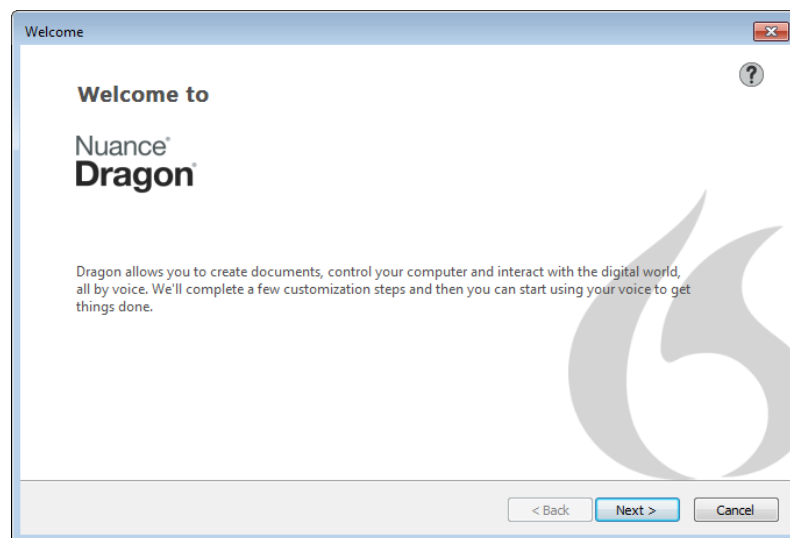 Welcome
?
Welcome to
Nuance®
Dragon®
Dragon allows you to create documents, control your computer and interact with the digital world,
all by voice. We'll complete a few customization steps and then you can start using your voice to get
things done.
< Back Next > Cancel